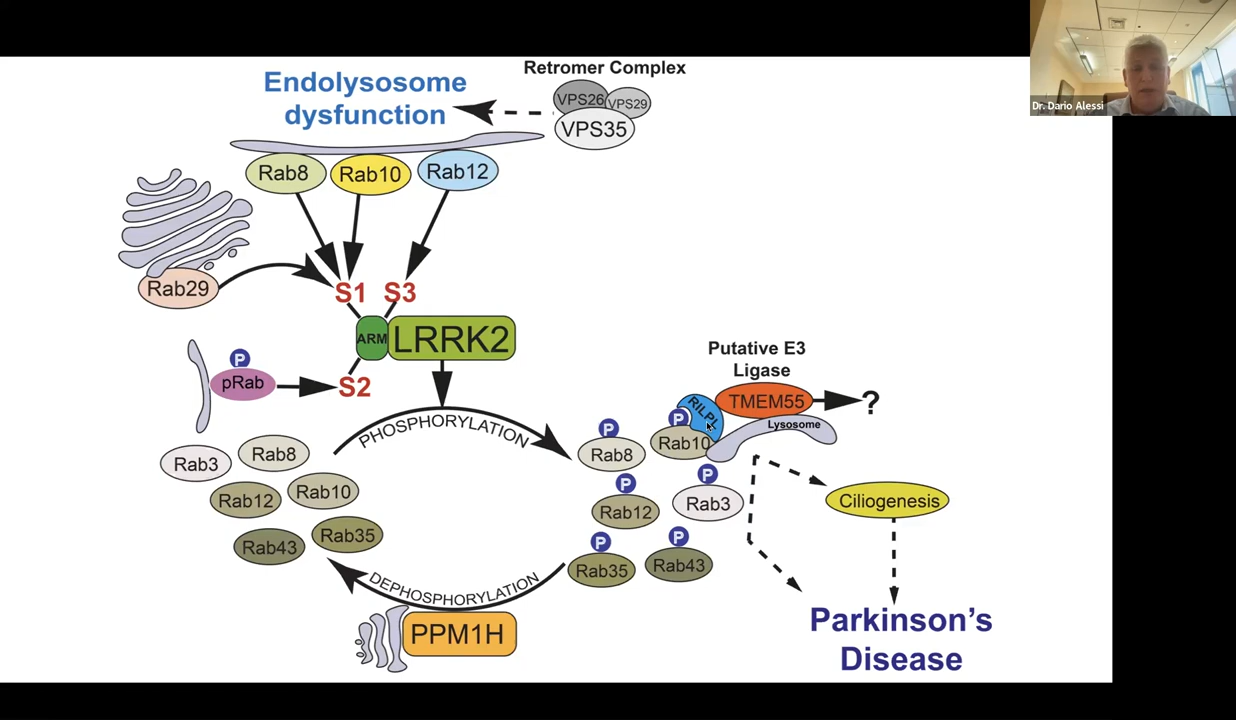 Retromer Complex
Endolysosome
dysfunction
VPS26
VPS29
VPS35
Dr. Dario Alessi
Rab8
Rab10
Rab12
Rab29
S1
S3
ARM
LRRK2
P
pRab
S2
PHOSPHORYLATION
Putative E3
Ligase
RILPL
TMEM55
?
Lysosome
P
Rab8
P
Rab10
Rab3
Rab8
Rab12
Rab10
Rab43
Rab35
P
Rab12
P
Rab3
P
Rab35
P
Rab43
Ciliogenesis
DEPHOSPHORYLATION
PPM1H
Parkinson's
Disease